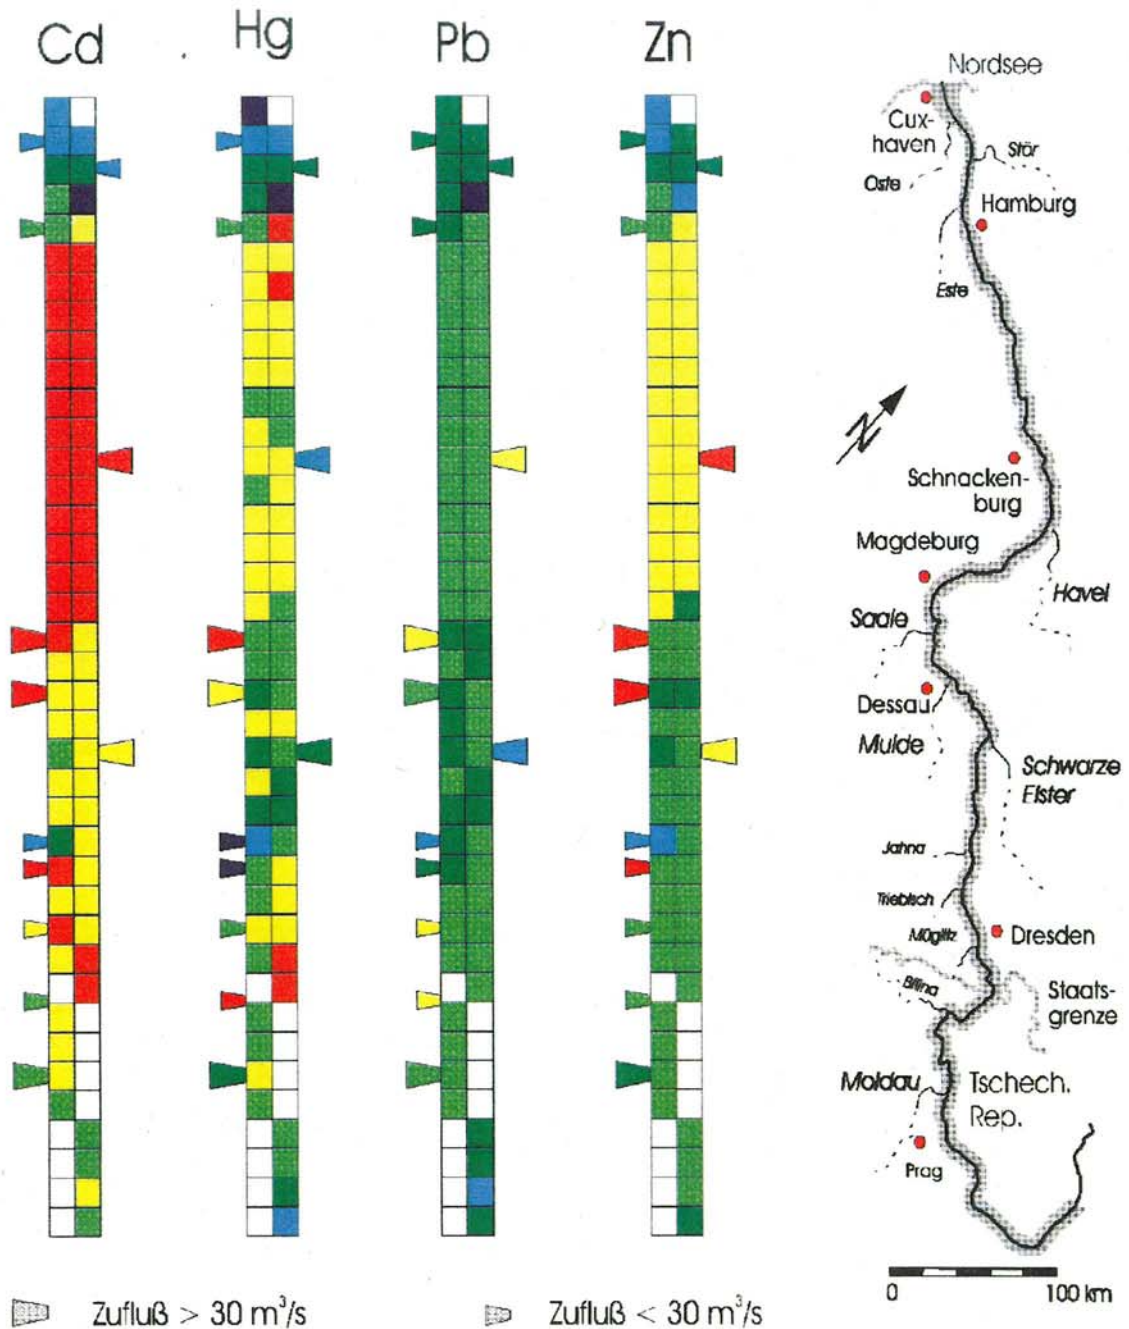 Cd
Hg
Pb
Zn
Nordsee
Cux-
haven
Stör
Oste
Hamburg
Este
N
Schnacken-
burg
Magdeburg
Havel
Saale
Dessau
Mulde
Schwarze
Elster
Jahna
Triebisch
Müglitz
Dresden
Bilina
Staats-
grenze
Moldau
Tschech.
Rep.
Prag
0
100 km
Zufluß > 30 m³/s
Zufluß < 30 m³/s